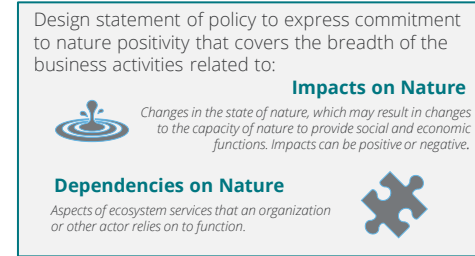 Design statement of policy to express commitment
to nature positivity that covers the breadth of the
business activities related to:
Impacts on Nature
Changes in the state of nature, which may result in changes
to the capacity of nature to provide social and economic
functions. Impacts can be positive or negative.
Dependencies on Nature
Aspects of ecosystem services that an organization
or other actor relies on to function.